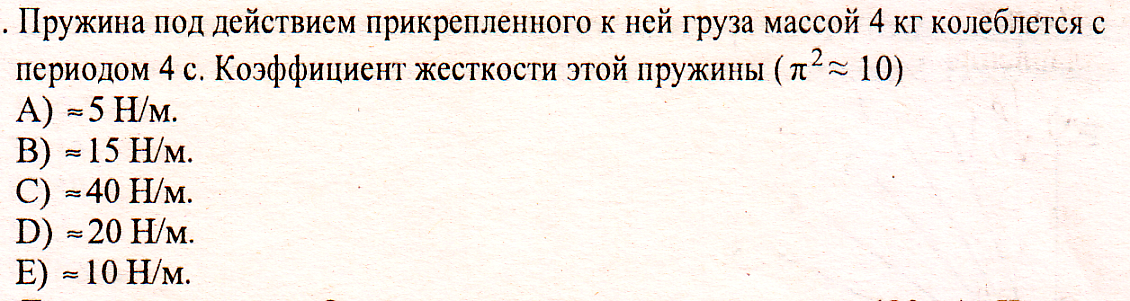 . Пружина под действием прикрепленного к ней груза массой 4 кг колеблется с
периодом 4 с. Коэффициент жесткости этой пружины ( π² ≈ 10)
A) ≈5 Н/м.
B) ≈15 Н/м.
C) ≈40 Н/м.
D) ≈20 Н/м.
E) ≈10 Н/м.